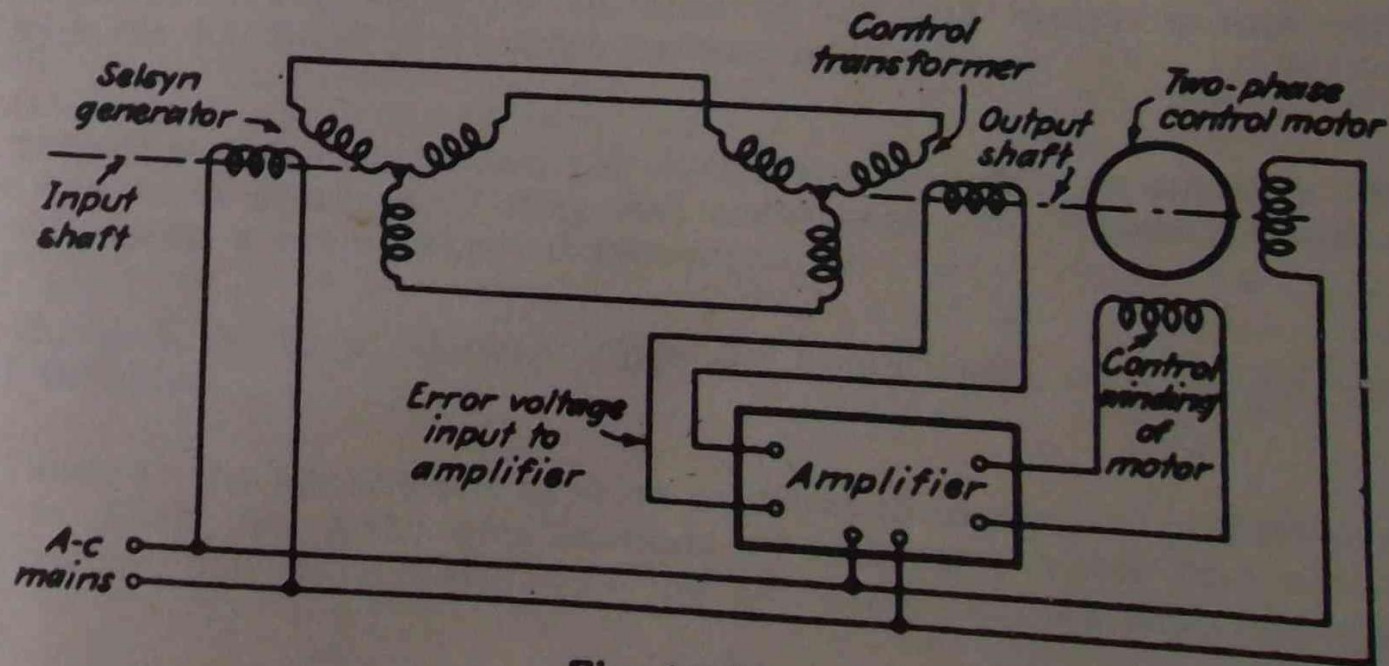 Selsyn
generator
Input
shaft
Control
transformer
Output
shaft
Two-phase
control motor
Control
winding
of
motor
Error voltage
input to
amplifier
Amplifier
A-c
mains